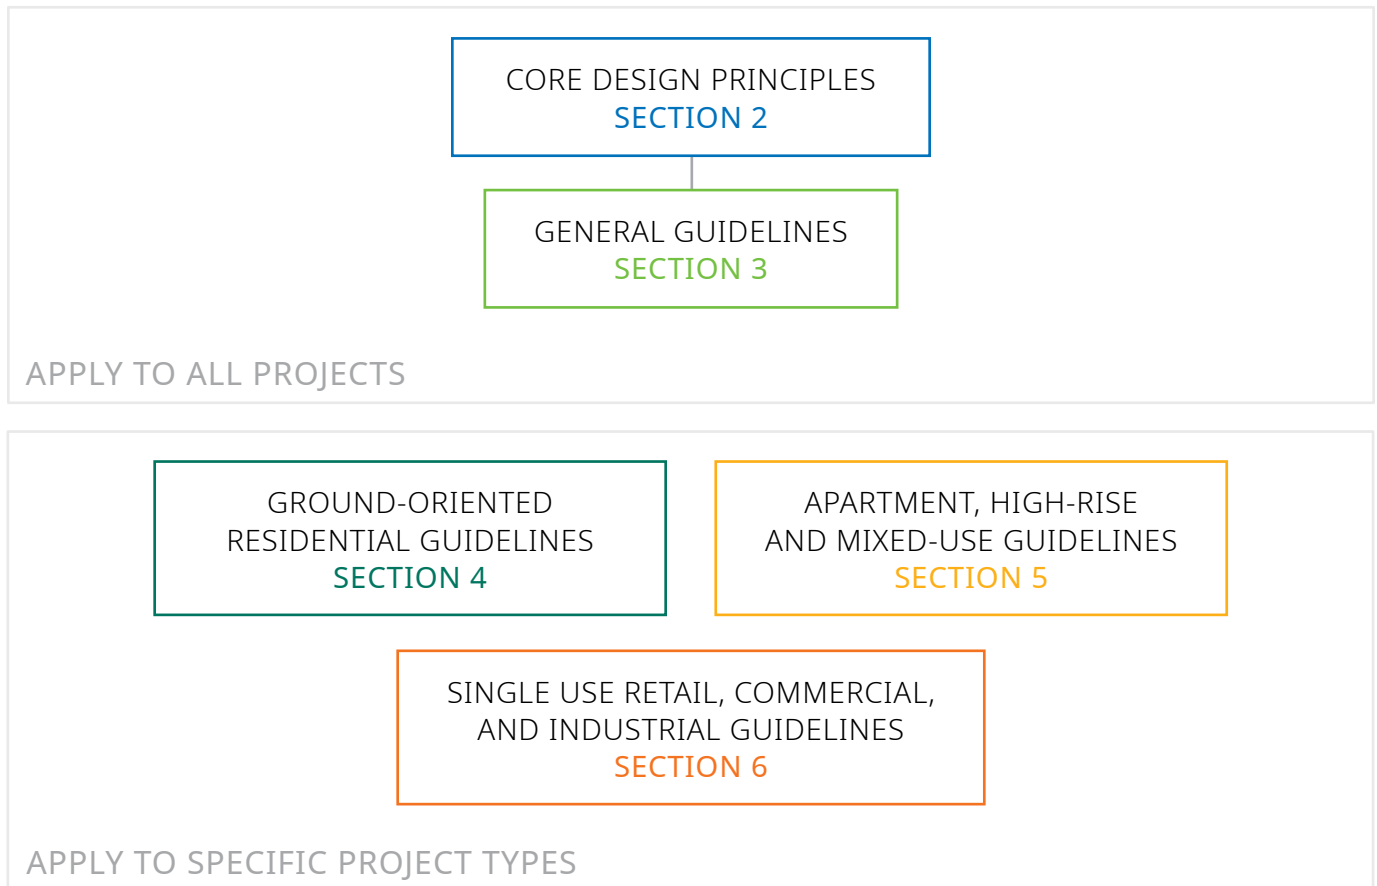 CORE DESIGN PRINCIPLES
SECTION 2
GENERAL GUIDELINES
SECTION 3
APPLY TO ALL PROJECTS
GROUND-ORIENTED
RESIDENTIAL GUIDELINES
SECTION 4
APARTMENT, HIGH-RISE
AND MIXED-USE GUIDELINES
SECTION 5
SINGLE USE RETAIL, COMMERCIAL,
AND INDUSTRIAL GUIDELINES
SECTION 6
APPLY TO SPECIFIC PROJECT TYPES